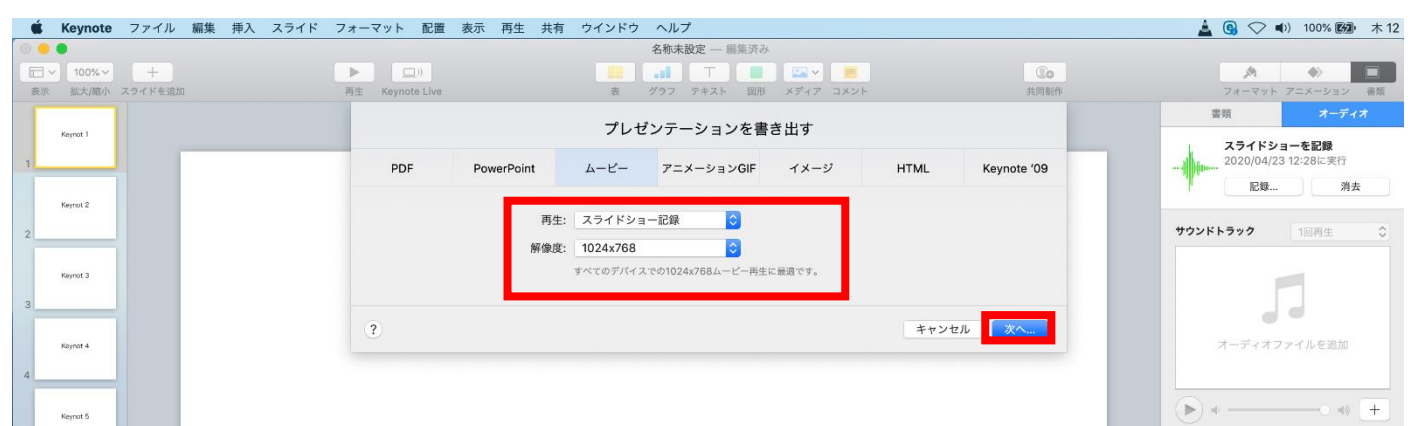 Keynote ファイル 編集 挿入 スライド フォーマット 配置 表示 再生 共有 ウインドウ ヘルプ 100% 木 12
名称未設定 — 編集済み
100%
表示 拡大/縮小 スライドを追加 再生 Keynote Live 表 グラフ テキスト 図形 メディア コメント 共同制作 フォーマット アニメーション 書類
書類 オーディオ
プレゼンテーションを書き出す
PDF PowerPoint ムービー アニメーションGIF イメージ HTML Keynote '09
再生: スライドショー記録
解像度: 1024x768
すべてのデバイスでの1024x768ムービー再生に最適です。
? キャンセル 次へ...
Keynot 1
1
Keynot 2
2
Keynot 3
3
Keynot 4
4
Keynot 5
スライドショーを記録
2020/04/23 12:28に実行
記録... 消去
サウンドトラック 1回再生
オーディオファイルを追加